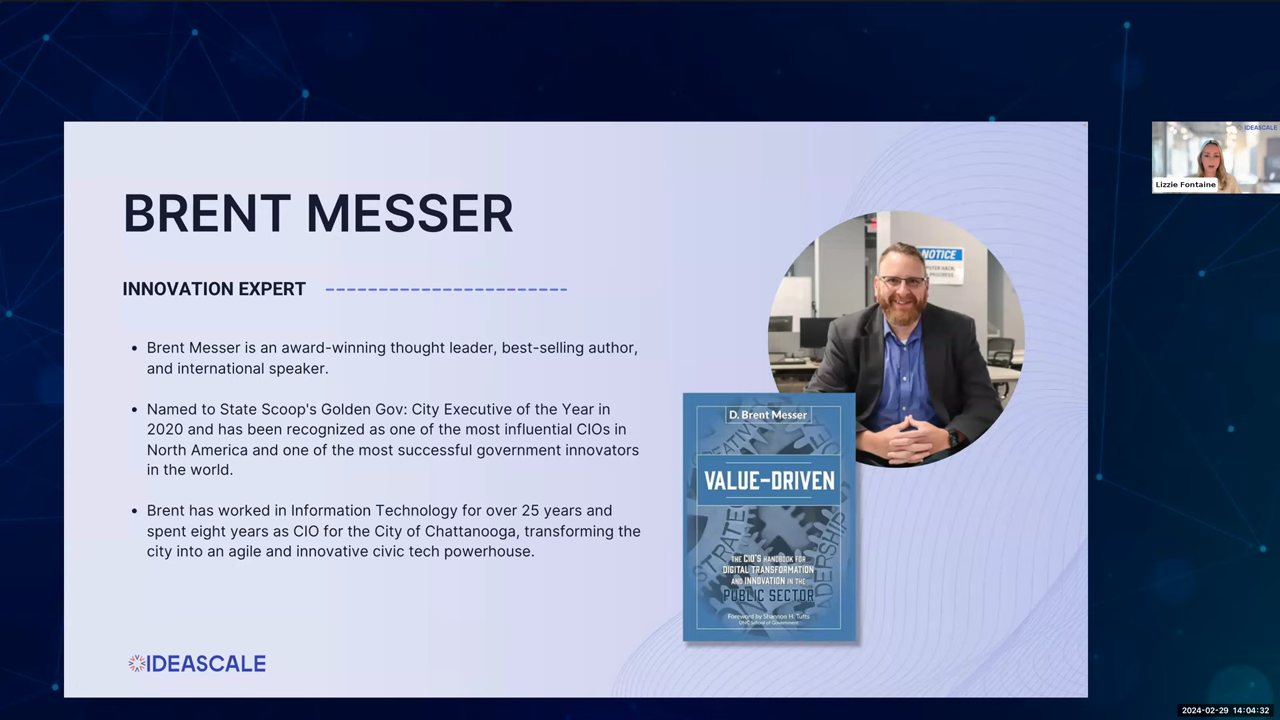 IDEASCALE
Lizzie Fontaine
BRENT MESSER
INNOVATION EXPERT
• Brent Messer is an award-winning thought leader, best-selling author,
and international speaker.
• Named to State Scoop's Golden Gov: City Executive of the Year in
2020 and has been recognized as one of the most influential CIOs in
North America and one of the most successful government innovators
in the world.
• Brent has worked in Information Technology for over 25 years and
spent eight years as CIO for the City of Chattanooga, transforming the
city into an agile and innovative civic tech powerhouse.
NOTICE
D. Brent Messer
VALUE-DRIVEN
THE CIO'S HANDBOOK FOR
DIGITAL TRANSFORMATION
AND INNOVATION IN THE
PUBLIC SECTOR
Foreword by Shannon H. Tufts
UNC School of Government
IDEASCALE
2024-02-29 14:04:32